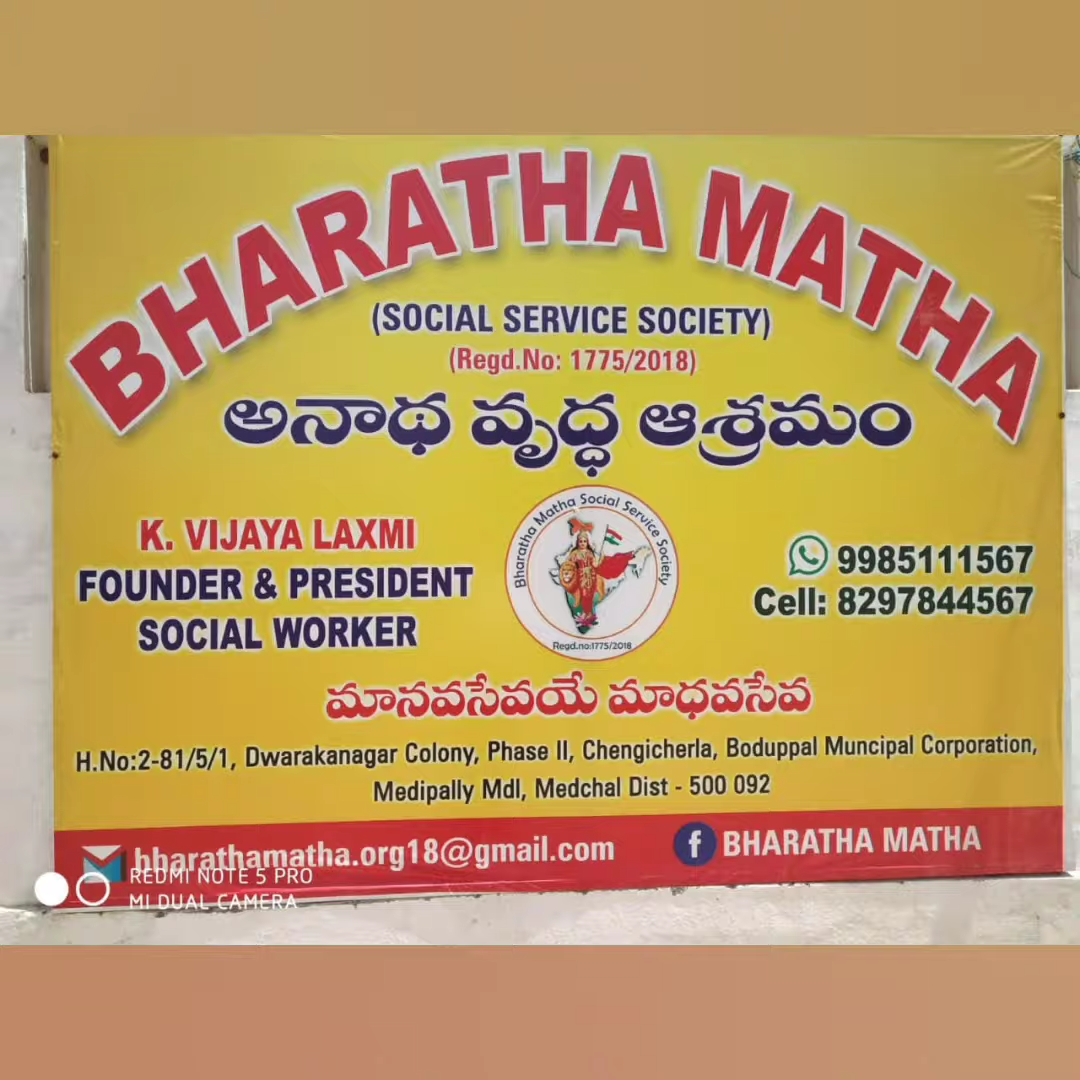 BHARATHA MATHA
(SOCIAL SERVICE SOCIETY)
(Regd.No: 1775/2018)
అనాథ వృద్ధ ఆశ్రమం
K. VIJAYA LAXMI
FOUNDER & PRESIDENT
SOCIAL WORKER
Bharatha Matha Social Service Society
Regd.no:1775/2018
9985111567
Cell: 8297844567
మానవసేవయే మాధవసేవ
H.No:2-81/5/1, Dwarakanagar Colony, Phase II, Chengicherla, Boduppal Muncipal Corporation,
Medipally Mdl, Medchal Dist - 500 092
bharathamatha.org18@gmail.com
f BHARATHA MATHA
REDMI NOTE 5 PRO
MI DUAL CAMERA